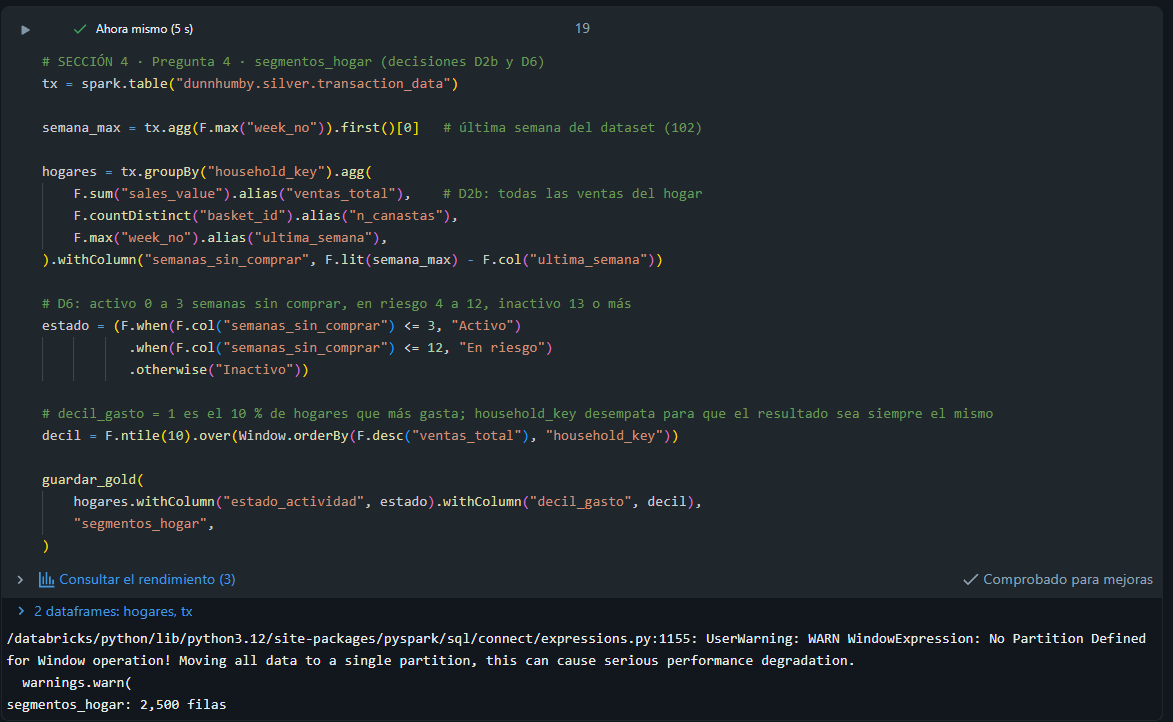 Ahora mismo (5 s)
19
# SECCIÓN 4 · Pregunta 4 · segmentos_hogar (decisiones D2b y D6)
tx = spark.table("dunnhumby.silver.transaction_data")
semana_max = tx.agg(F.max("week_no")).first()[0]   # última semana del dataset (102)
hogares = tx.groupBy("household_key").agg(
    F.sum("sales_value").alias("ventas_total"),    # D2b: todas las ventas del hogar
    F.countDistinct("basket_id").alias("n_canastas"),
    F.max("week_no").alias("ultima_semana"),
).withColumn("semanas_sin_comprar", F.lit(semana_max) - F.col("ultima_semana"))
# D6: activo 0 a 3 semanas sin comprar, en riesgo 4 a 12, inactivo 13 o más
estado = (F.when(F.col("semanas_sin_comprar") <= 3, "Activo")
           .when(F.col("semanas_sin_comprar") <= 12, "En riesgo")
           .otherwise("Inactivo"))
# decil_gasto = 1 es el 10 % de hogares que más gasta; household_key desempata para que el resultado sea siempre el mismo
decil = F.ntile(10).over(Window.orderBy(F.desc("ventas_total"), "household_key"))
guardar_gold(
    hogares.withColumn("estado_actividad", estado).withColumn("decil_gasto", decil),
    "segmentos_hogar",
)
Consultar el rendimiento (3)
Comprobado para mejoras
2 dataframes: hogares, tx
/databricks/python/lib/python3.12/site-packages/pyspark/sql/connect/expressions.py:1155: UserWarning: WARN WindowExpression: No Partition Defined
for Window operation! Moving all data to a single partition, this can cause serious performance degradation.
  warnings.warn(
segmentos_hogar: 2,500 filas